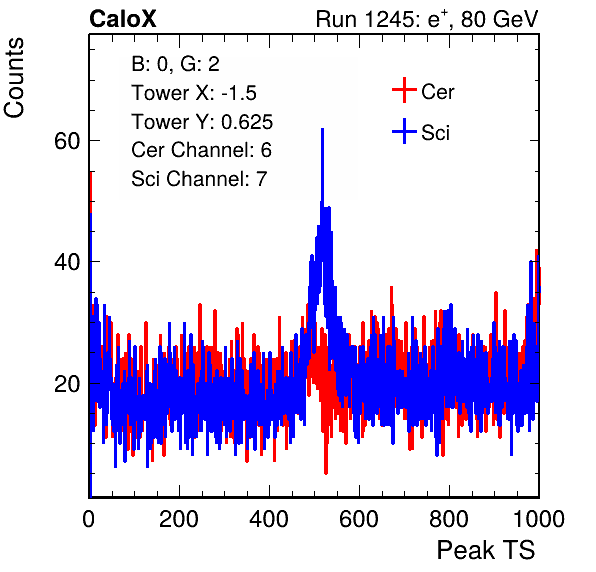 CaloX Run 1245: e⁺, 80 GeV
Counts
B: 0, G: 2
Tower X: -1.5
Tower Y: 0.625
Cer Channel: 6
Sci Channel: 7
Cer
Sci
60
40
20
0 200 400 600 800 1000
Peak TS